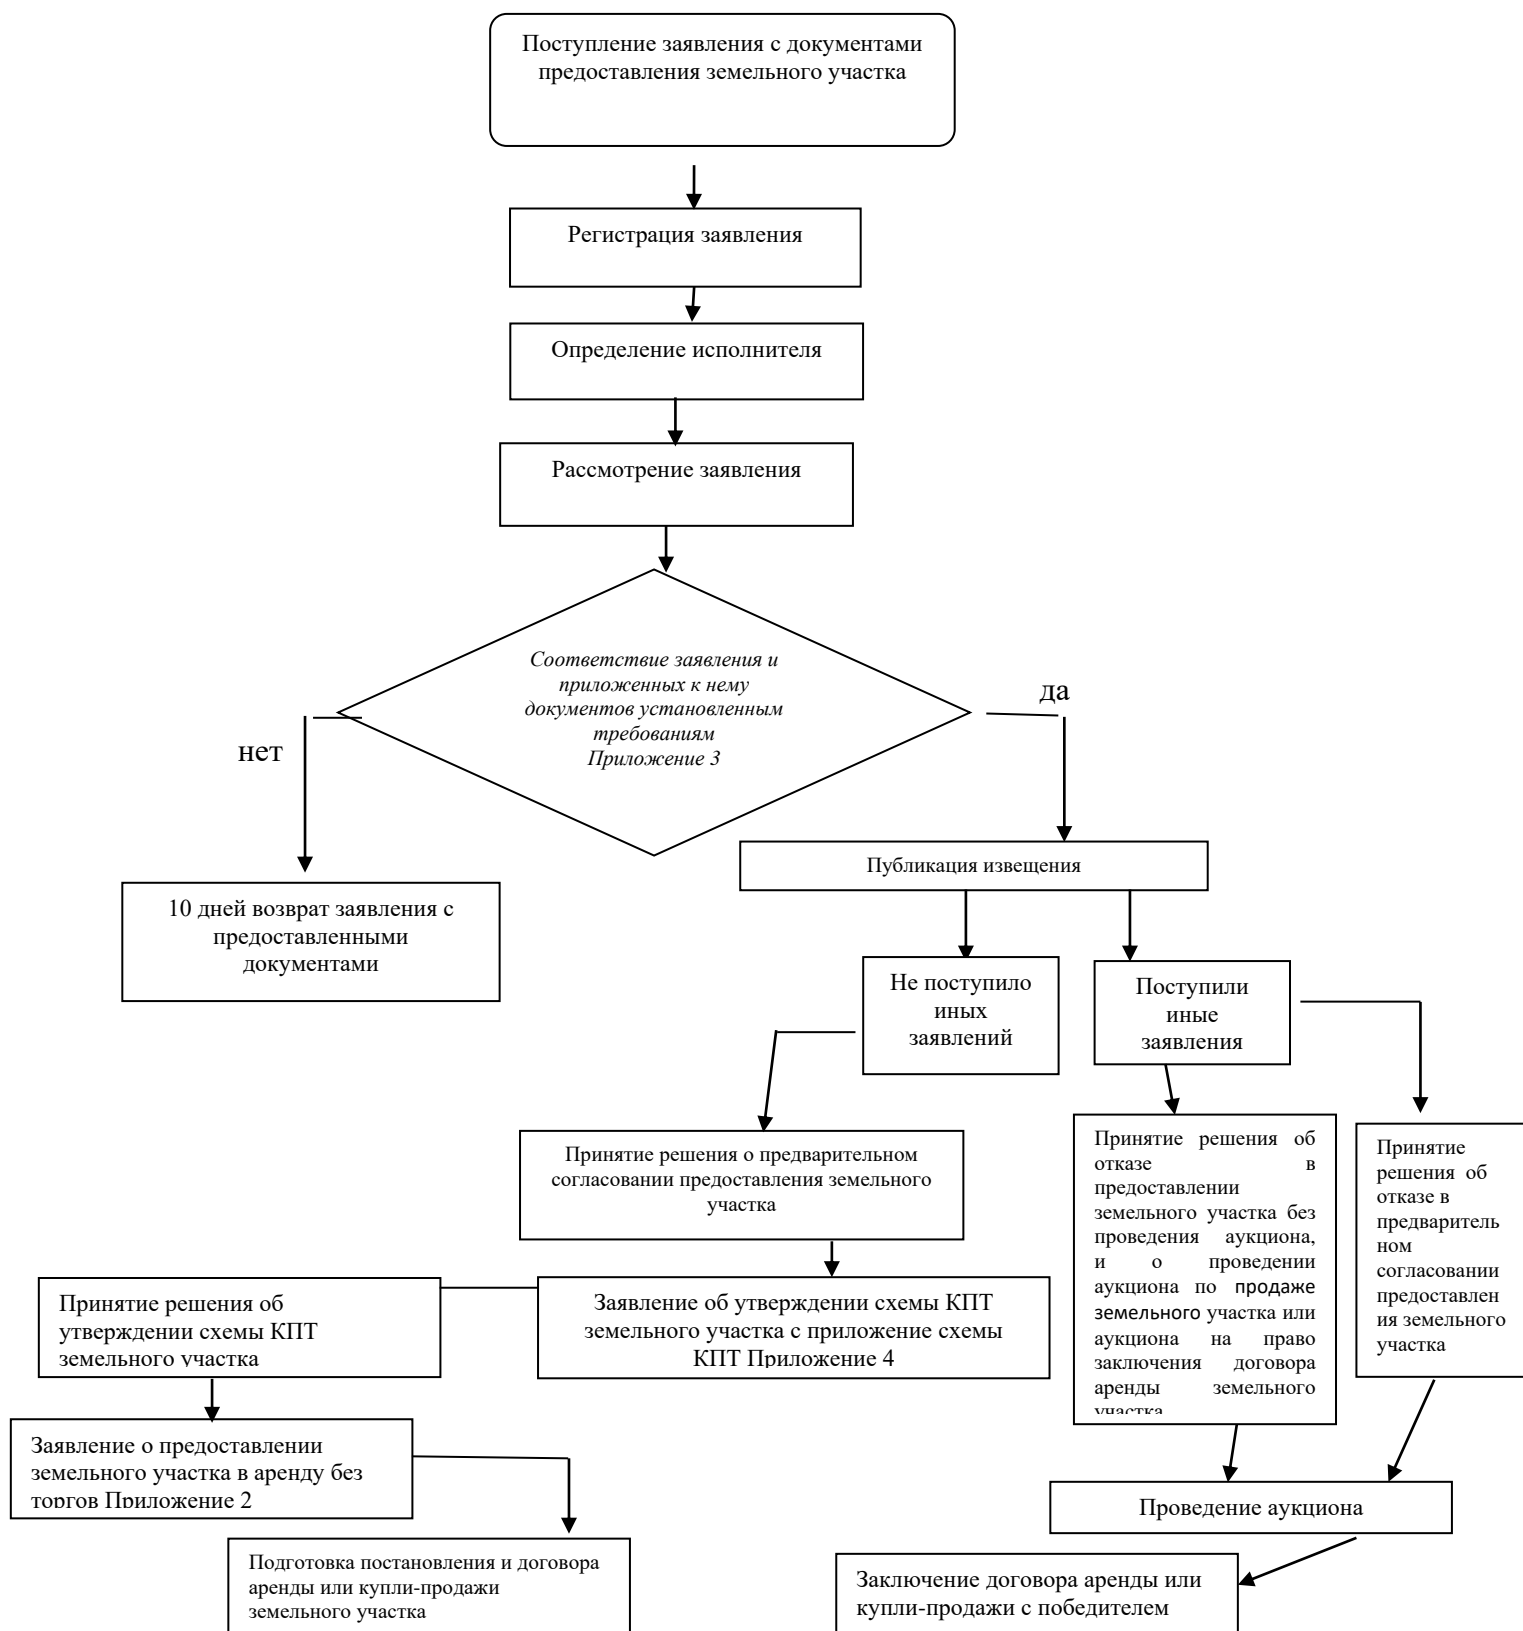 Поступление заявления с документами
предоставления земельного участка
Регистрация заявления
Определение исполнителя
Рассмотрение заявления
Соответствие заявления и
приложенных к нему
документов установленным
требованиям
Приложение 3
да
нет
Публикация извещения
10 дней возврат заявления с
предоставленными
документами
Не поступило
иных
заявлений
Поступили
иные
заявления
Принятие решения о предварительном
согласовании предоставления земельного
участка
Принятие решения об
отказе в
предоставлении
земельного участка без
проведения аукциона,
и о проведении
аукциона по продаже
земельного участка или
аукциона на право
заключения договора
аренды земельного
участка
Принятие
решения об
отказе в
предваритель
ном
согласовании
предоставлен
ия земельного
участка
Принятие решения об
утверждении схемы КПТ
земельного участка
Заявление об утверждении схемы КПТ
земельного участка с приложение схемы
КПТ Приложение 4
Заявление о предоставлении
земельного участка в аренду без
торгов Приложение 2
Проведение аукциона
Подготовка постановления и договора
аренды или купли-продажи
земельного участка
Заключение договора аренды или
купли-продажи с победителем